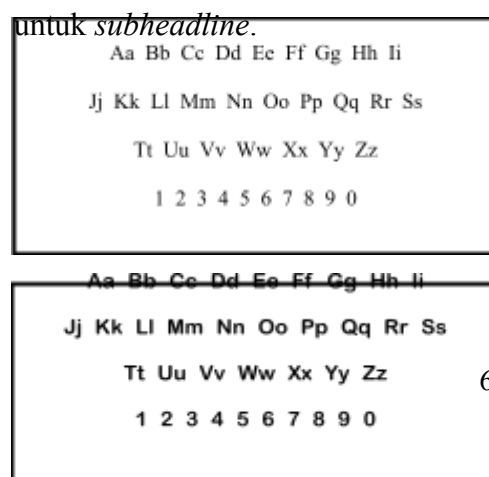 untuk subheadline.
Aa Bb Cc Dd Ee Ff Gg Hh Ii
Jj Kk Ll Mm Nn Oo Pp Qq Rr Ss
Tt Uu Vv Ww Xx Yy Zz
1 2 3 4 5 6 7 8 9 0
Aa Bb Cc Dd Ee Ff Gg Hh Ii
Jj Kk Ll Mm Nn Oo Pp Qq Rr Ss
Tt Uu Vv Ww Xx Yy Zz
6
1 2 3 4 5 6 7 8 9 0